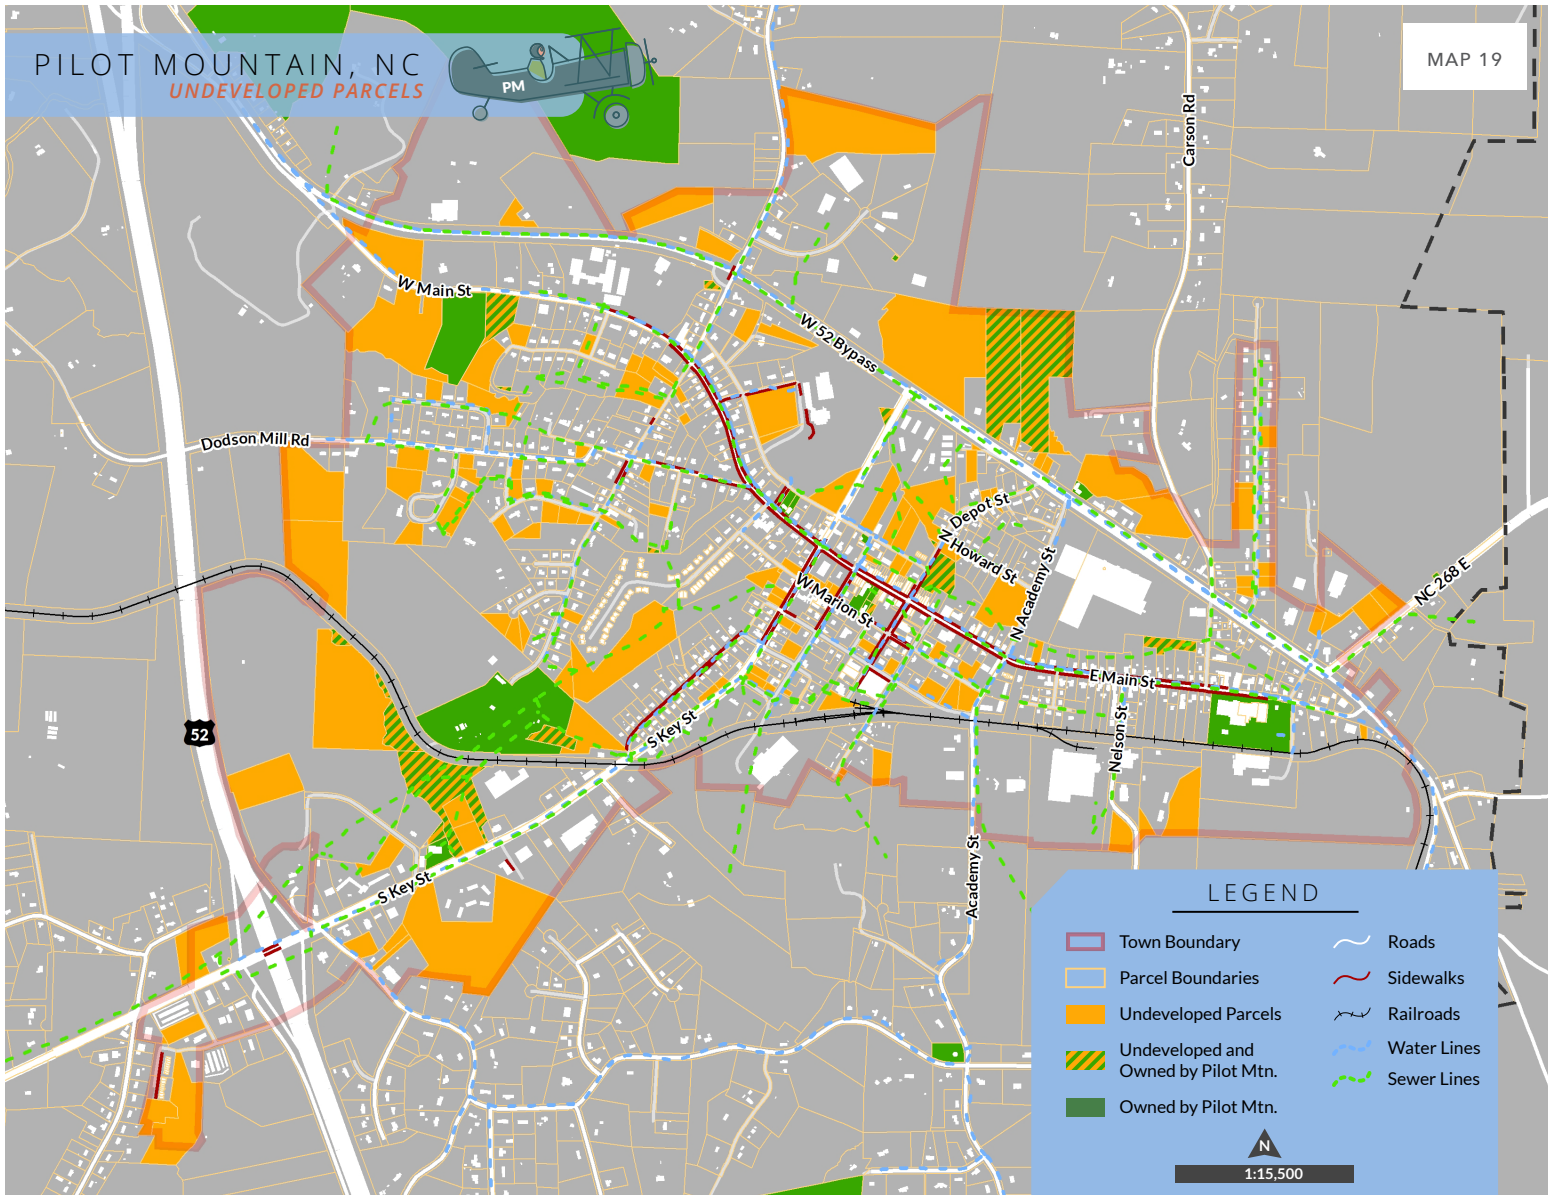 PILOT MOUNTAIN, NC
UNDEVELOPED PARCELS
PM
MAP 19
Carson Rd
W Main St
W 52 Bypass
Dodson Mill Rd
Depot St
N Howard St
N Academy St
W Marion St
NC 268 E
E Main St
S Key St
Nelson St
52
S Key St
Academy St
LEGEND
Town Boundary
Parcel Boundaries
Undeveloped Parcels
Undeveloped and
Owned by Pilot Mtn.
Owned by Pilot Mtn.
Roads
Sidewalks
Railroads
Water Lines
Sewer Lines
N
1:15,500